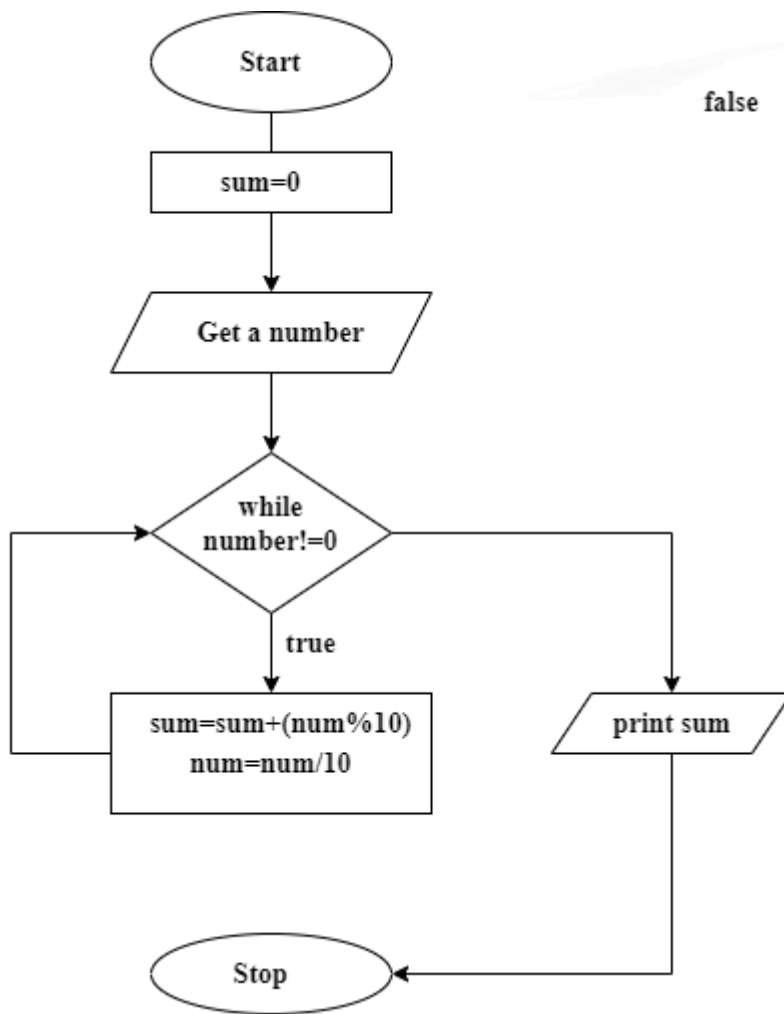 Start
false
sum=0
Get a number
while
number!=0
true
sum=sum+(num%10)
num=num/10
print sum
Stop